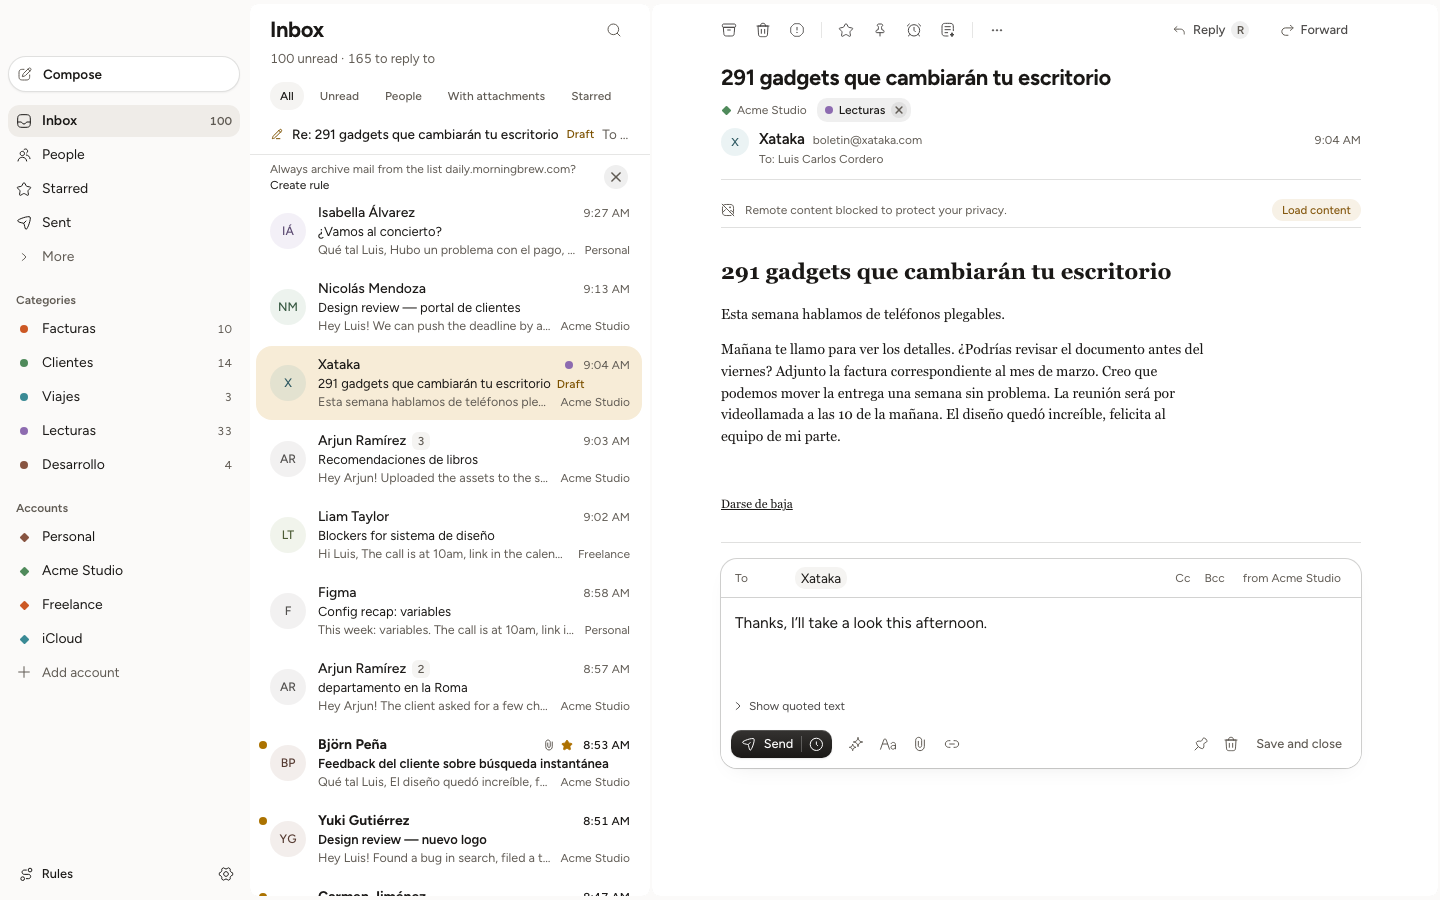 Compose
Inbox 100
People
Starred
Sent
More
Categories
Facturas 10
Clientes 14
Viajes 3
Lecturas 33
Desarrollo 4
Accounts
Personal
Acme Studio
Freelance
iCloud
Add account
Rules
Inbox
100 unread · 165 to reply to
All Unread People With attachments Starred
Re: 291 gadgets que cambiarán tu escritorio Draft To ...
Always archive mail from the list daily.morningbrew.com?
Create rule
IÁ Isabella Álvarez 9:27 AM
¿Vamos al concierto?
Qué tal Luis, Hubo un problema con el pago, ... Personal
NM Nicolás Mendoza 9:13 AM
Design review — portal de clientes
Hey Luis! We can push the deadline by a... Acme Studio
X Xataka 9:04 AM
291 gadgets que cambiarán tu escritorio Draft
Esta semana hablamos de teléfonos ple... Acme Studio
AR Arjun Ramírez 3 9:03 AM
Recomendaciones de libros
Hey Arjun! Uploaded the assets to the s... Acme Studio
LT Liam Taylor 9:02 AM
Blockers for sistema de diseño
Hi Luis, The call is at 10am, link in the calen... Freelance
F Figma 8:58 AM
Config recap: variables
This week: variables. The call is at 10am, link i... Personal
AR Arjun Ramírez 2 8:57 AM
departamento en la Roma
Hey Arjun! The client asked for a few ch... Acme Studio
BP Björn Peña 8:53 AM
Feedback del cliente sobre búsqueda instantánea
Qué tal Luis, El diseño quedó increíble, f... Acme Studio
YG Yuki Gutiérrez 8:51 AM
Design review — nuevo logo
Hey Luis! Found a bug in search, filed a t... Acme Studio
Reply R Forward
291 gadgets que cambiarán tu escritorio
Acme Studio Lecturas
X Xataka boletin@xataka.com 9:04 AM
To: Luis Carlos Cordero
Remote content blocked to protect your privacy. Load content
291 gadgets que cambiarán tu escritorio
Esta semana hablamos de teléfonos plegables.
Mañana te llamo para ver los detalles. ¿Podrías revisar el documento antes del
viernes? Adjunto la factura correspondiente al mes de marzo. Creo que
podemos mover la entrega una semana sin problema. La reunión será por
videollamada a las 10 de la mañana. El diseño quedó increíble, felicita al
equipo de mi parte.
Darse de baja
To Xataka Cc Bcc from Acme Studio
Thanks, I'll take a look this afternoon.
Show quoted text
Send Aa Save and close